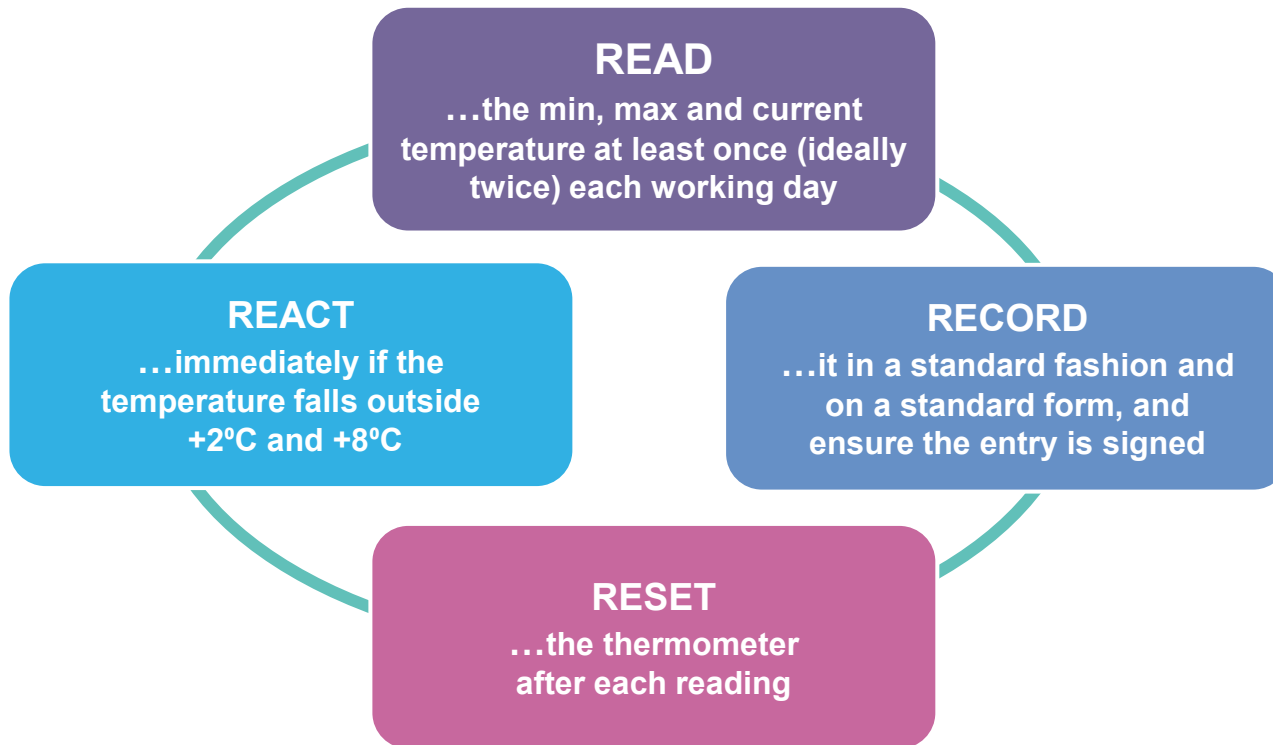 READ
…the min, max and current
temperature at least once (ideally
twice) each working day
RECORD
…it in a standard fashion and
on a standard form, and
ensure the entry is signed
RESET
…the thermometer
after each reading
REACT
…immediately if the
temperature falls outside
+2⁰C and +8⁰C